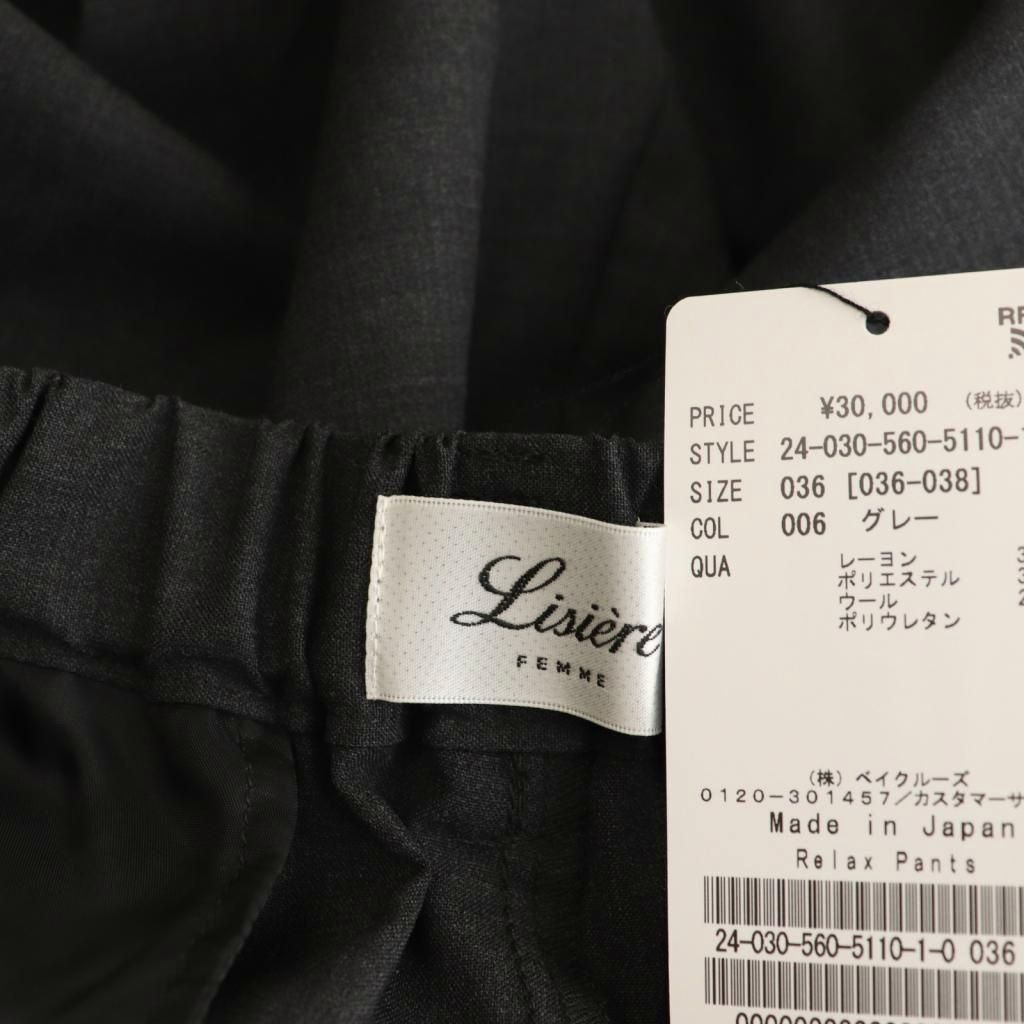 Lisière
FEMME
PRICE ¥30,000 (税抜)
STYLE 24-030-560-5110-
SIZE 036 [036-038]
COL 006 グレー
QUA レーヨン 3
ポリエステル 3
ウール 2
ポリウレタン
(株) ベイクルーズ
0120-301457/カスタマーサ
Made in Japan
Relax Pants
24-030-560-5110-1-0 036